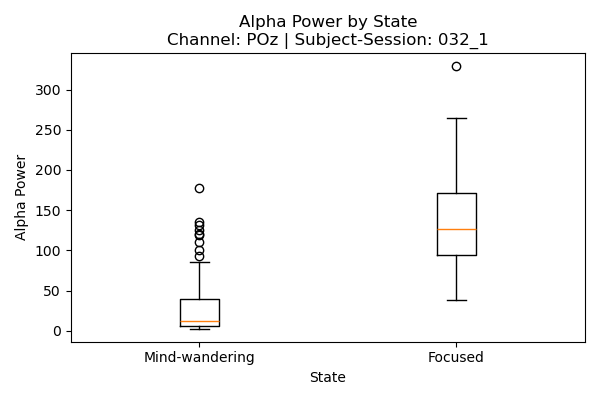 Alpha Power by State
Channel: POz | Subject-Session: 032_1
Alpha Power
300
250
200
150
100
50
0
Mind-wandering
Focused
State